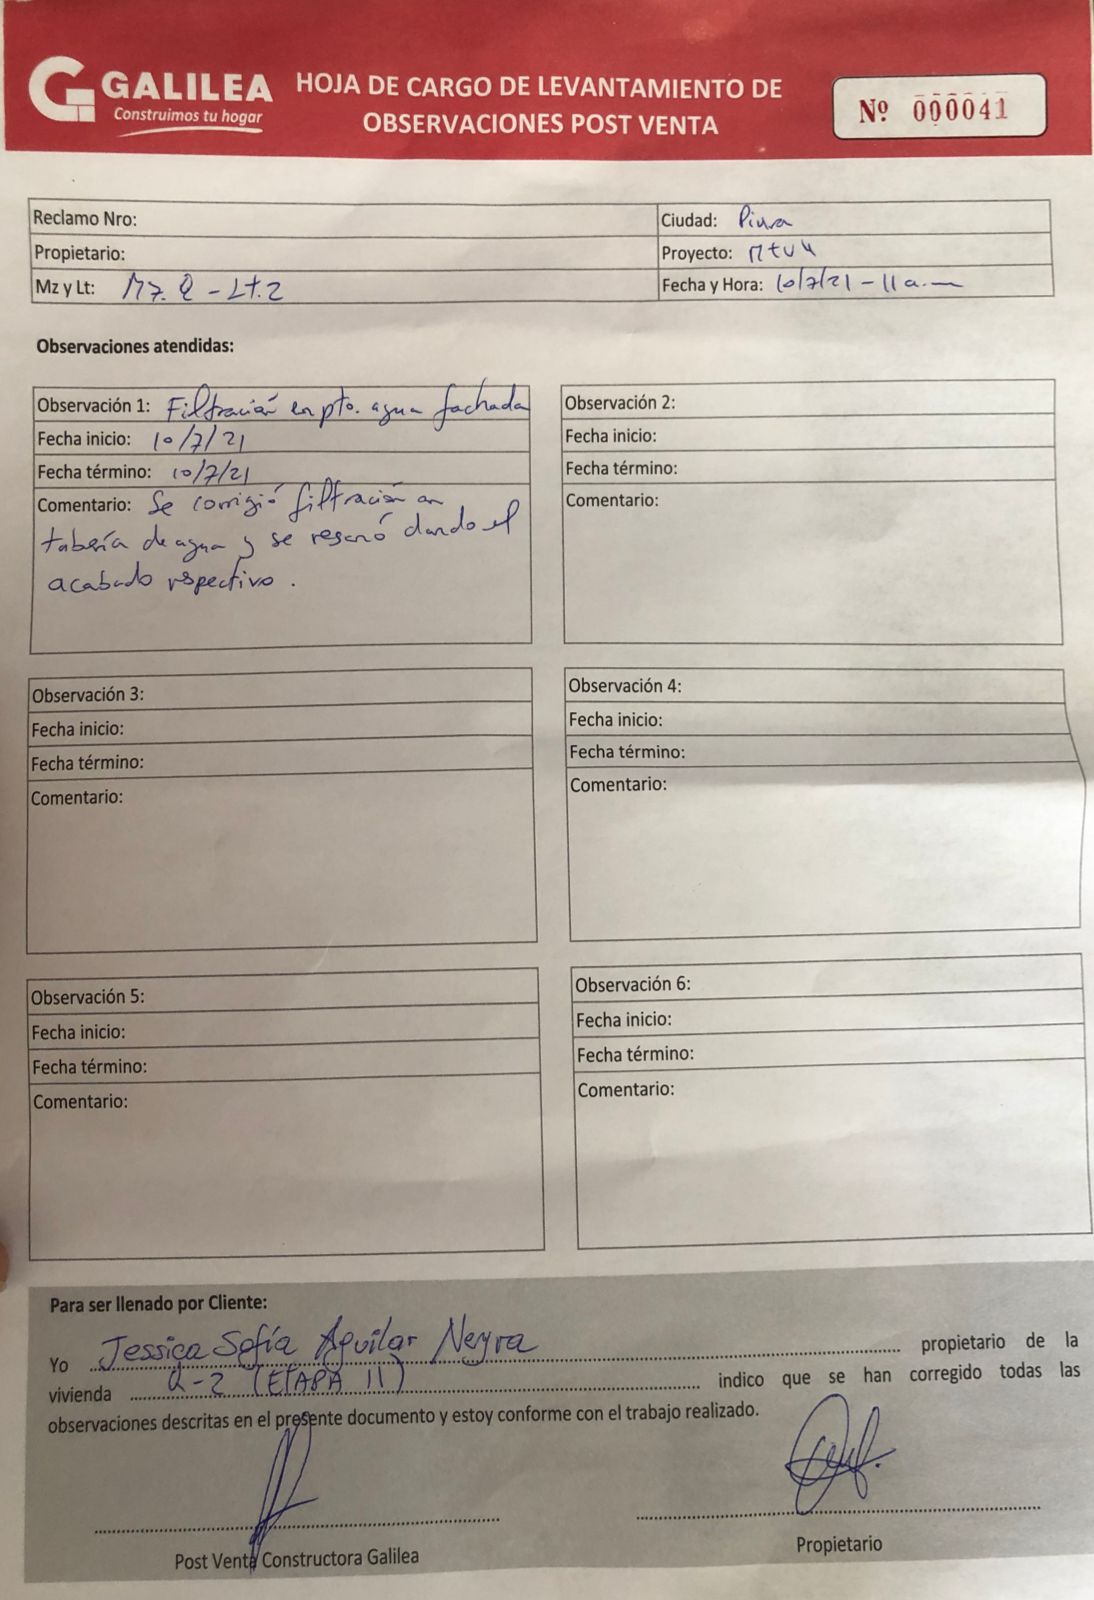 GALILEA
Construimos tu hogar
HOJA DE CARGO DE LEVANTAMIENTO DE
OBSERVACIONES POST VENTA
Nº 000041
Reclamo Nro:
Ciudad: Piura
Propietario:
Proyecto:
Mz y Lt: Mz. Q - Lt. 2
Fecha y Hora: 10/7/21 - 11 a.m
Observaciones atendidas:
Observación 1: Filtración en pto. agua fachada
Fecha inicio: 10/7/21
Fecha término: 10/7/21
Comentario: Se corrigió filtración en
tubería de agua y se resanó dando el
acabado respectivo.
Observación 2:
Fecha inicio:
Fecha término:
Comentario:
Observación 3:
Fecha inicio:
Fecha término:
Comentario:
Observación 4:
Fecha inicio:
Fecha término:
Comentario:
Observación 5:
Fecha inicio:
Fecha término:
Comentario:
Observación 6:
Fecha inicio:
Fecha término:
Comentario:
Para ser llenado por Cliente:
Yo Jessica Sofía Aguilar Neyra propietario de la
vivienda Q-2 (ETAPA II) indico que se han corregido todas las
observaciones descritas en el presente documento y estoy conforme con el trabajo realizado.
Post Venta Constructora Galilea
Propietario